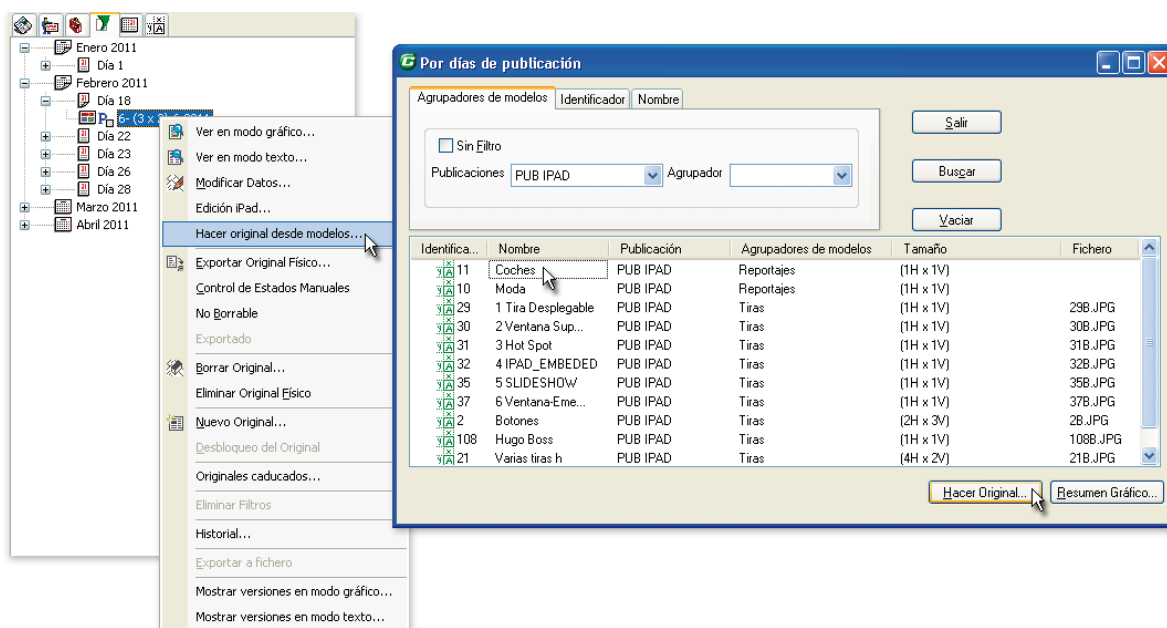 Enero 2011
Día 1
Febrero 2011
Día 18
6- (3 x
Día 22
Día 23
Día 26
Día 28
Marzo 2011
Abril 2011
Ver en modo gráfico...
Ver en modo texto...
Modificar Datos...
Edición iPad...
Hacer original desde modelos...
Exportar Original Físico...
Control de Estados Manuales
No Borrable
Exportado
Borrar Original...
Eliminar Original Físico
Nuevo Original...
Desbloqueo del Original
Originales caducados...
Eliminar Filtros
Historial...
Exportar a fichero
Mostrar versiones en modo gráfico...
Mostrar versiones en modo texto...
Por días de publicación
Agrupadores de modelos Identificador Nombre
Sin Filtro
Publicaciones PUB IPAD Agrupador
Salir
Buscar
Vaciar
Identifica... Nombre Publicación Agrupadores de modelos Tamaño Fichero
11 Coches PUB IPAD Reportajes (1H x 1V)
10 Moda PUB IPAD Reportajes (1H x 1V)
29 1 Tira Desplegable PUB IPAD Tiras (1H x 1V) 29B.JPG
30 2 Ventana Sup... PUB IPAD Tiras (1H x 1V) 30B.JPG
31 3 Hot Spot PUB IPAD Tiras (1H x 1V) 31B.JPG
32 4 IPAD_EMBEDED PUB IPAD Tiras (1H x 1V) 32B.JPG
35 5 SLIDESHOW PUB IPAD Tiras (1H x 1V) 35B.JPG
37 6 Ventana-Eme... PUB IPAD Tiras (1H x 1V) 37B.JPG
2 Botones PUB IPAD Tiras (2H x 3V) 2B.JPG
108 Hugo Boss PUB IPAD Tiras (1H x 1V) 108B.JPG
21 Varias tiras h PUB IPAD Tiras (4H x 2V) 21B.JPG
Hacer Original... Resumen Gráfico...